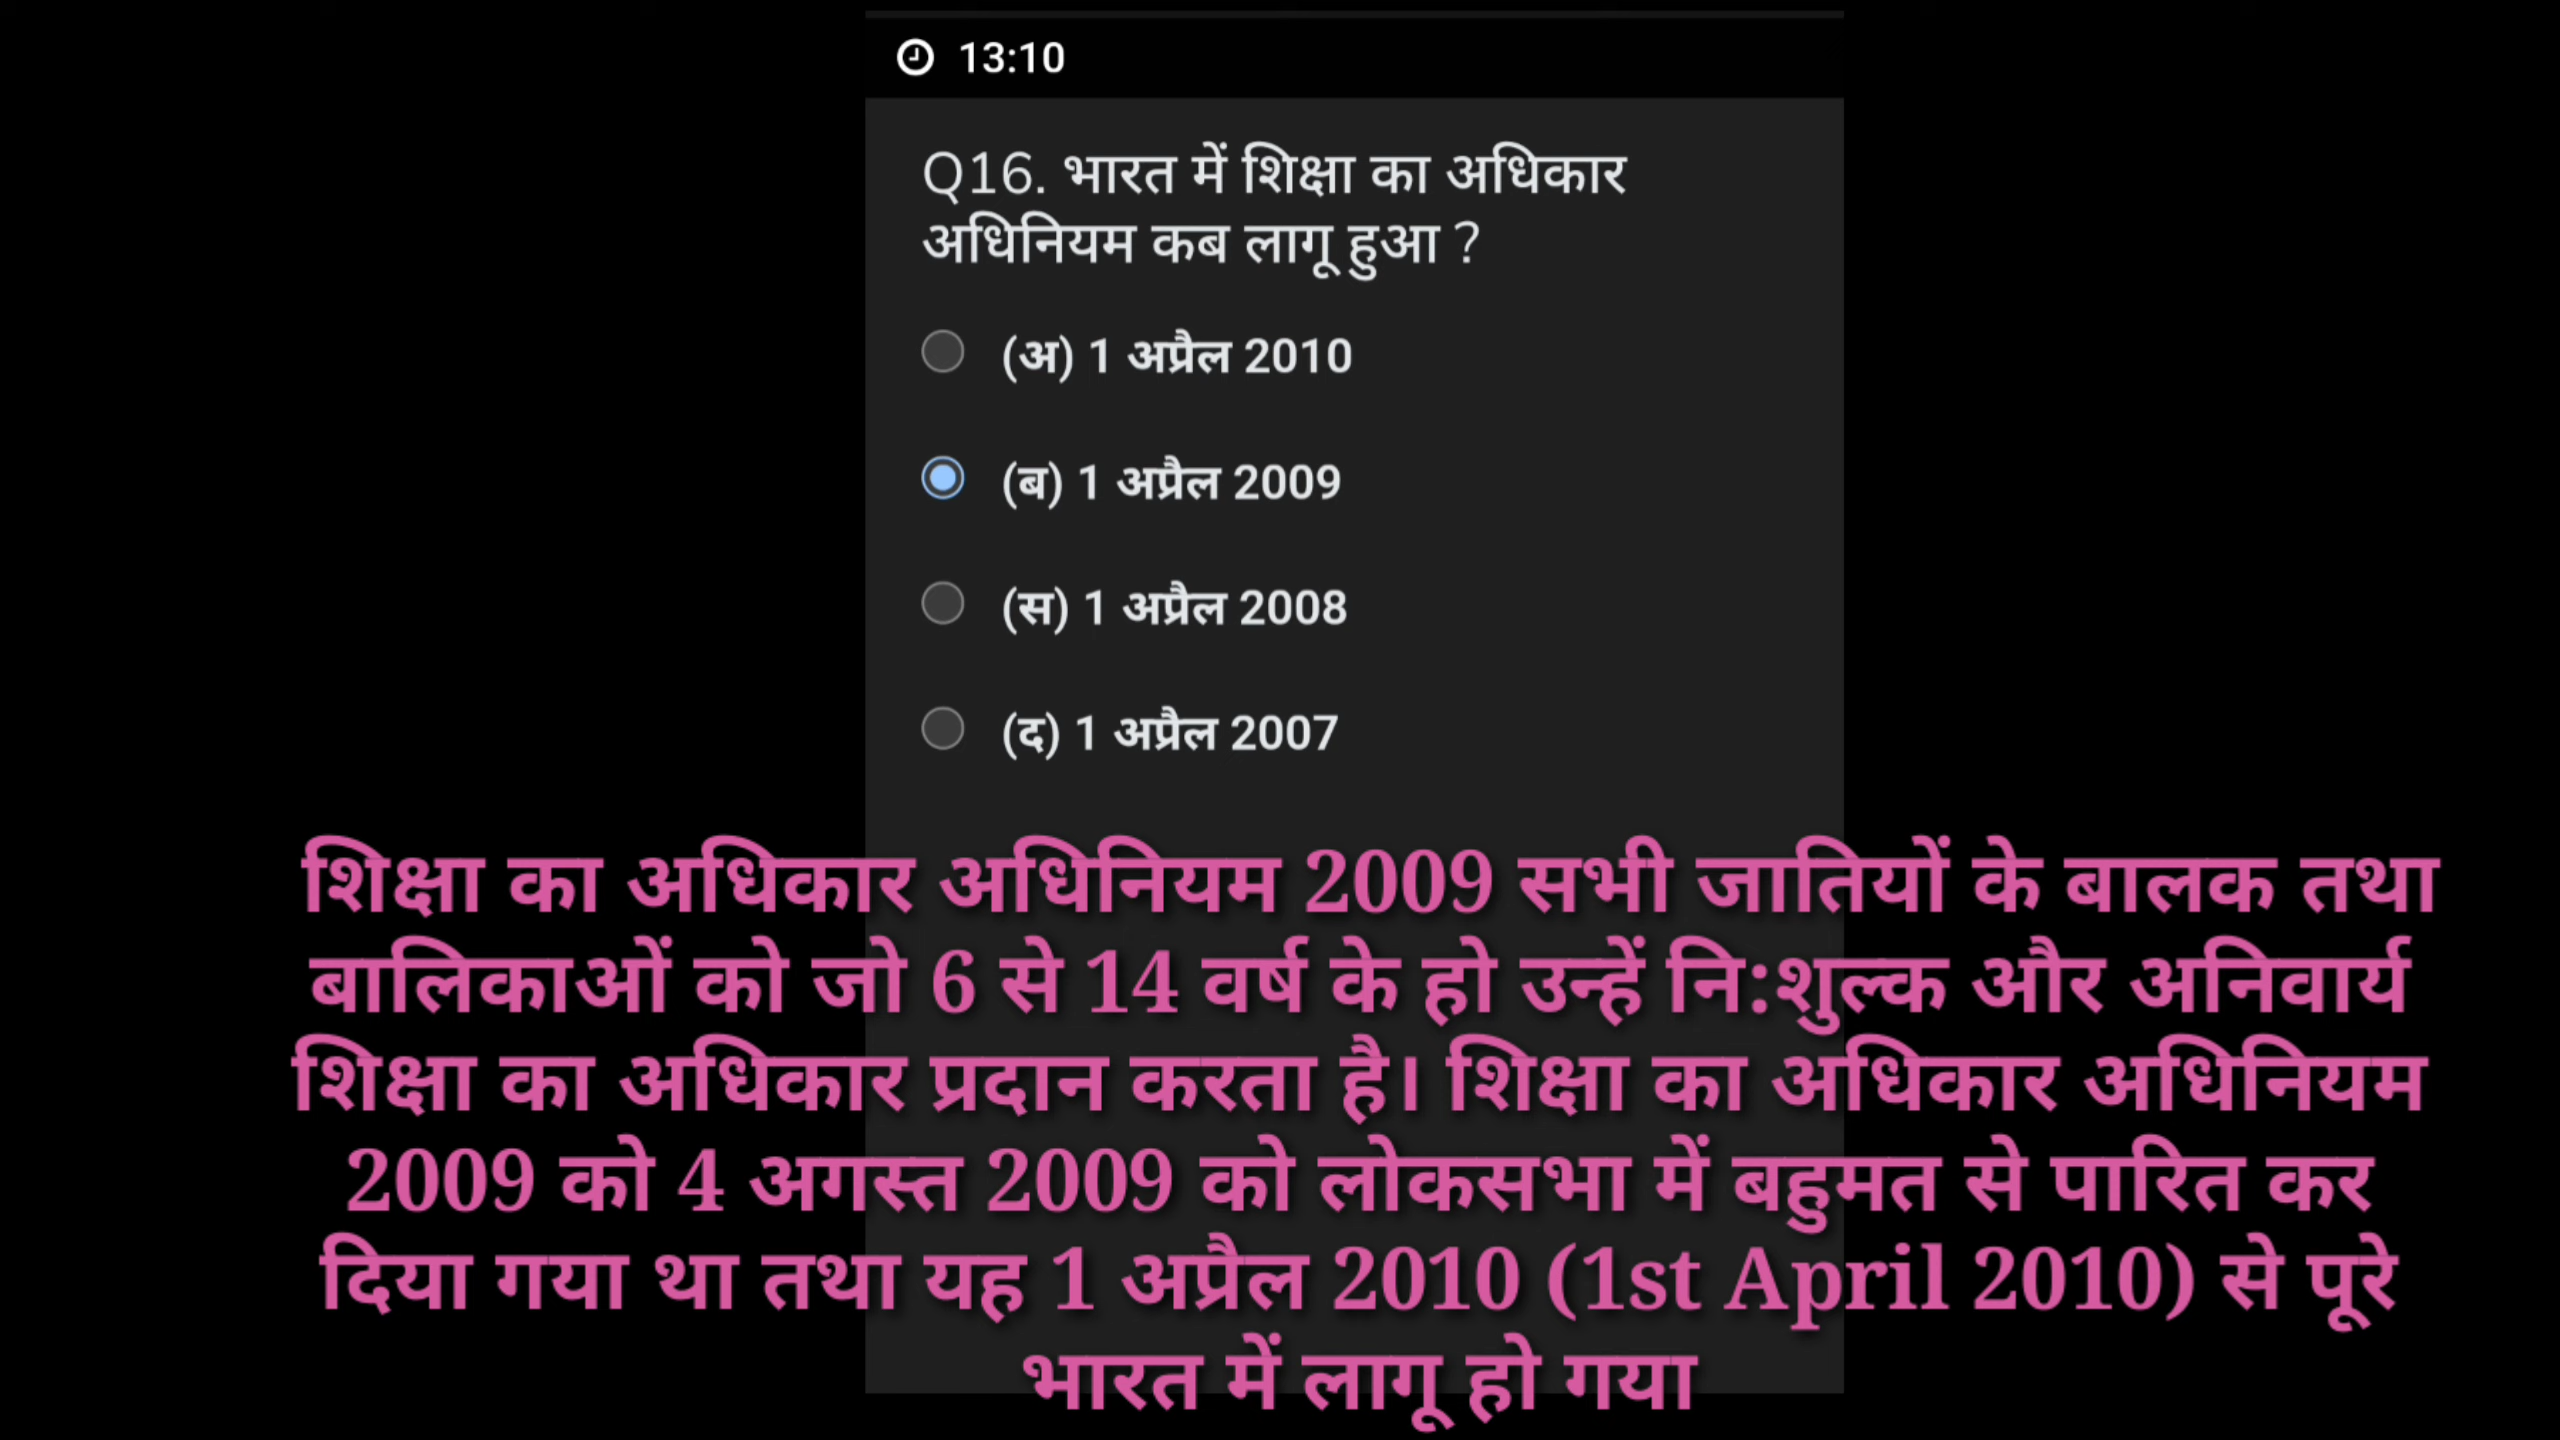 13:10
Q16. भारत में शिक्षा का अधिकार
अधिनियम कब लागू हुआ ?
(अ) 1 अप्रैल 2010
(ब) 1 अप्रैल 2009
(स) 1 अप्रैल 2008
(द) 1 अप्रैल 2007
शिक्षा का अधिकार अधिनियम 2009 सभी जातियों के बालक तथा
बालिकाओं को जो 6 से 14 वर्ष के हो उन्हें नि:शुल्क और अनिवार्य
शिक्षा का अधिकार प्रदान करता है। शिक्षा का अधिकार अधिनियम
2009 को 4 अगस्त 2009 को लोकसभा में बहुमत से पारित कर
दिया गया था तथा यह 1 अप्रैल 2010 (1st April 2010) से पूरे
भारत में लागू हो गया